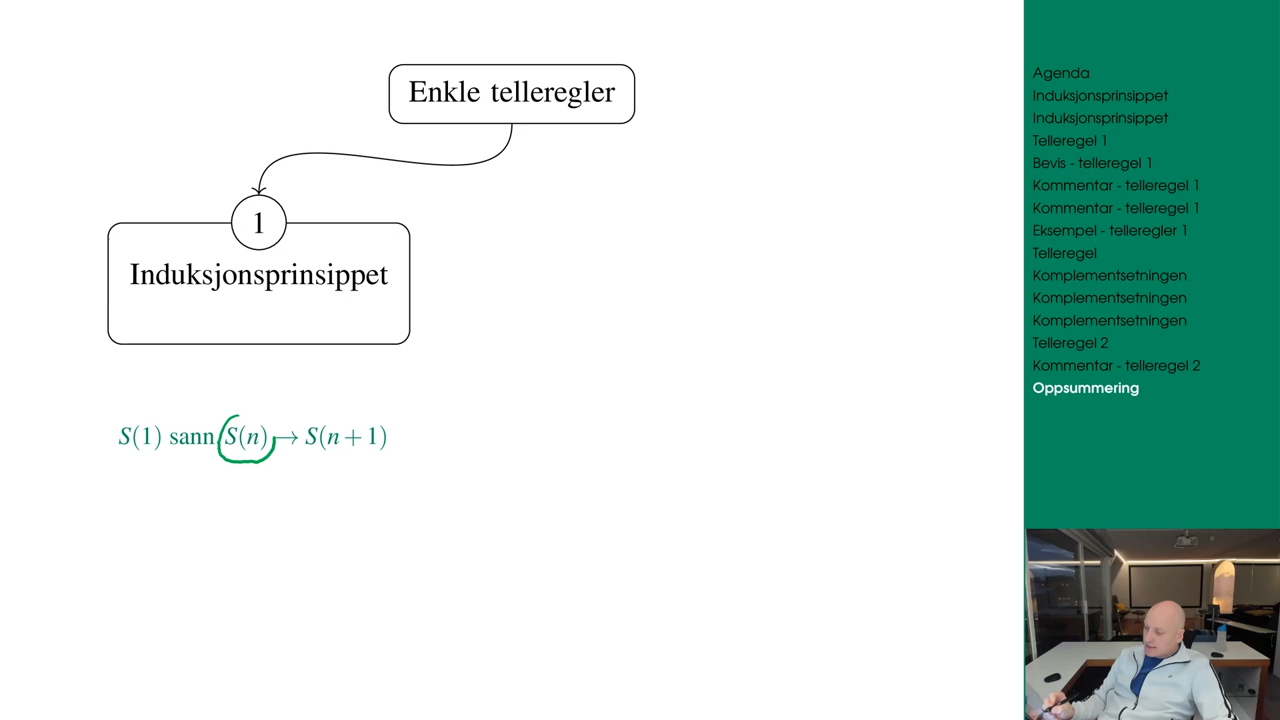 Enkle telleregler
1
Induksjonsprinsippet
S(1) sann S(n) → S(n + 1)
Agenda
Induksjonsprinsippet
Induksjonsprinsippet
Telleregel 1
Bevis - telleregel 1
Kommentar - telleregel 1
Kommentar - telleregel 1
Eksempel - telleregler 1
Telleregel
Komplementsetningen
Komplementsetningen
Komplementsetningen
Telleregel 2
Kommentar - telleregel 2
Oppsummering